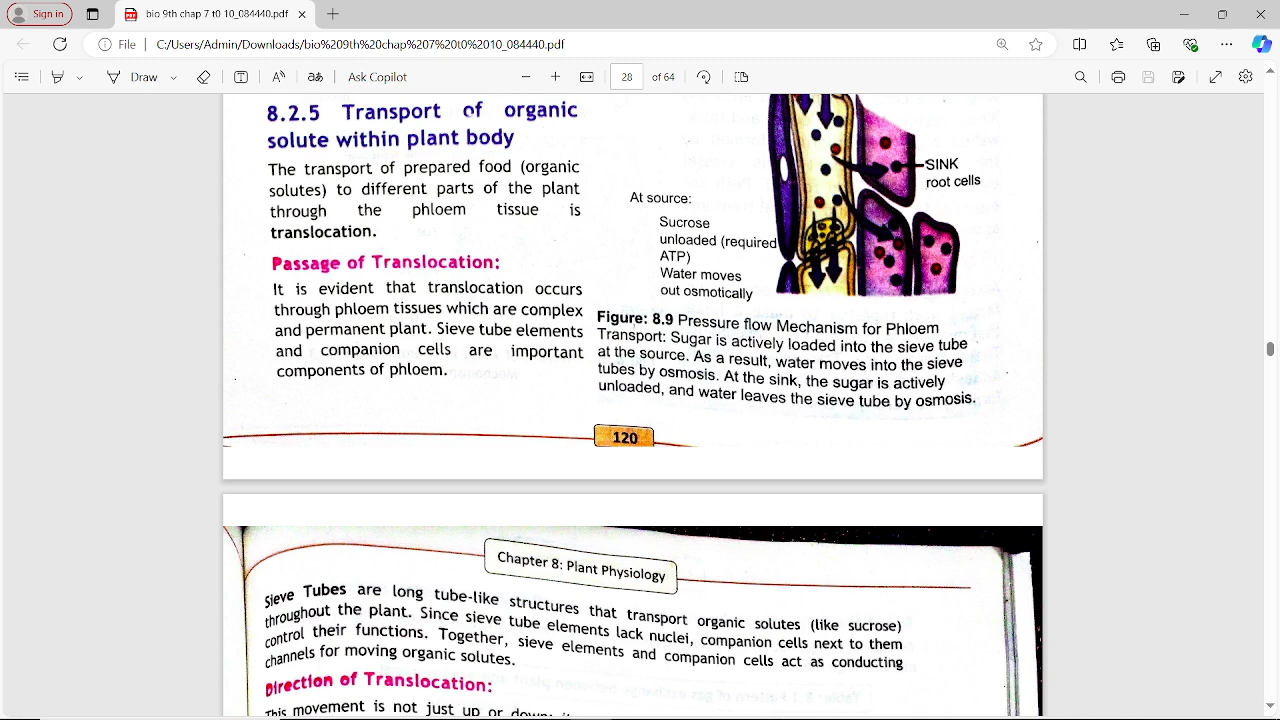 Sign in
bio 9th chap 7 t0 10_084440.pdf
File
C:/Users/Admin/Downloads/bio%209th%20chap%207%20t0%2010_084440.pdf
Draw
Ask Copilot
28 of 64
8.2.5 Transport of organic
solute within plant body
The transport of prepared food (organic
solutes) to different parts of the plant
through the phloem tissue is
translocation.
Passage of Translocation:
It is evident that translocation occurs
through phloem tissues which are complex
and permanent plant. Sieve tube elements
and companion cells are important
components of phloem.
SINK
root cells
At source:
Sucrose
unloaded (required
ATP)
Water moves
out osmotically
Figure: 8.9 Pressure flow Mechanism for Phloem
Transport: Sugar is actively loaded into the sieve tube
at the source. As a result, water moves into the sieve
tubes by osmosis. At the sink, the sugar is actively
unloaded, and water leaves the sieve tube by osmosis.
120
Chapter 8: Plant Physiology
Sieve Tubes are long tube-like structures that transport organic solutes (like sucrose)
throughout the plant. Since sieve tube elements lack nuclei, companion cells next to them
control their functions. Together, sieve elements and companion cells act as conducting
channels for moving organic solutes.
Direction of Translocation:
This movement is not just up or down;